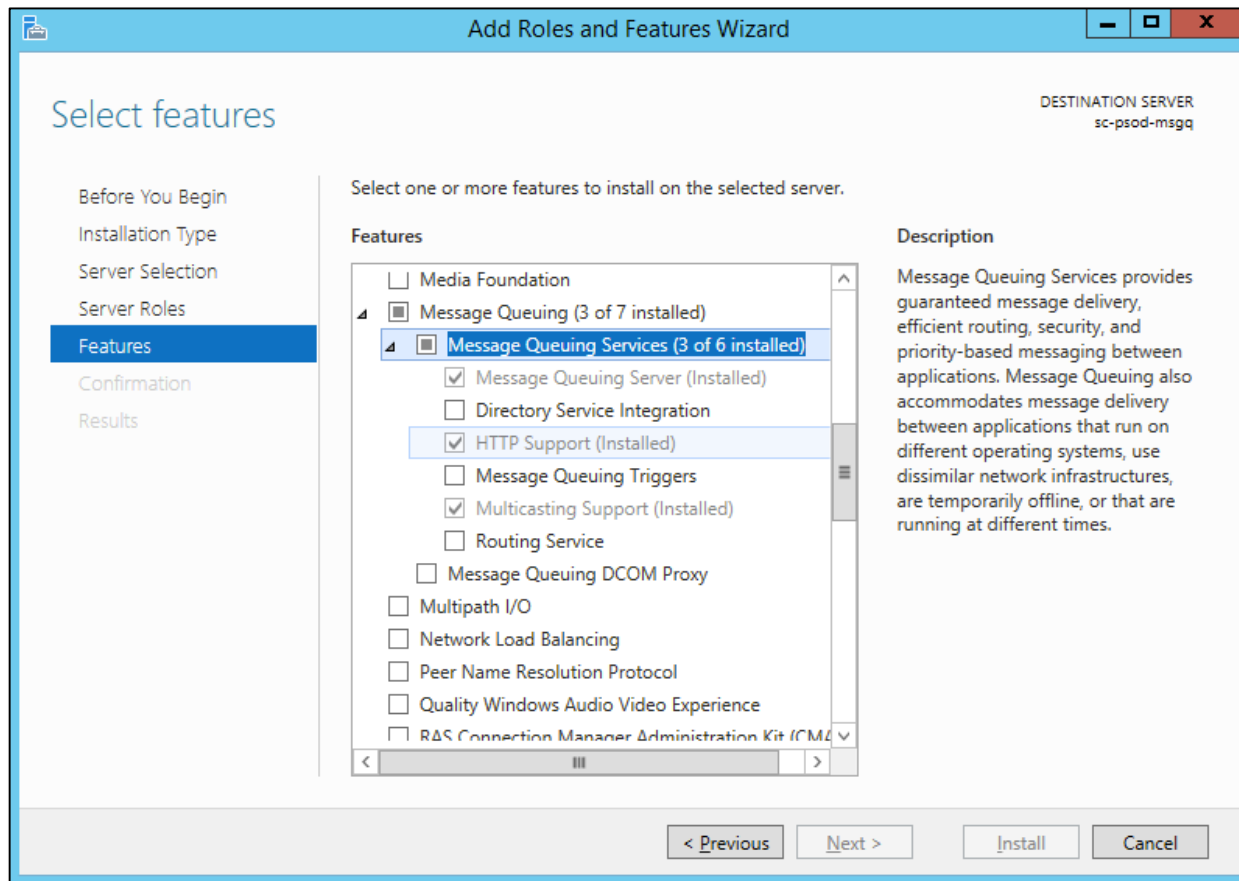 Add Roles and Features Wizard
Select features
DESTINATION SERVER
sc-psod-msgq
Before You Begin
Installation Type
Server Selection
Server Roles
Features
Confirmation
Results
Select one or more features to install on the selected server.
Features
Media Foundation
Message Queuing (3 of 7 installed)
Message Queuing Services (3 of 6 installed)
Message Queuing Server (Installed)
Directory Service Integration
HTTP Support (Installed)
Message Queuing Triggers
Multicasting Support (Installed)
Routing Service
Message Queuing DCOM Proxy
Multipath I/O
Network Load Balancing
Peer Name Resolution Protocol
Quality Windows Audio Video Experience
RAS Connection Manager Administration Kit (CMA
Description
Message Queuing Services provides
guaranteed message delivery,
efficient routing, security, and
priority-based messaging between
applications. Message Queuing also
accommodates message delivery
between applications that run on
different operating systems, use
dissimilar network infrastructures,
are temporarily offline, or that are
running at different times.
< Previous
Next >
Install
Cancel